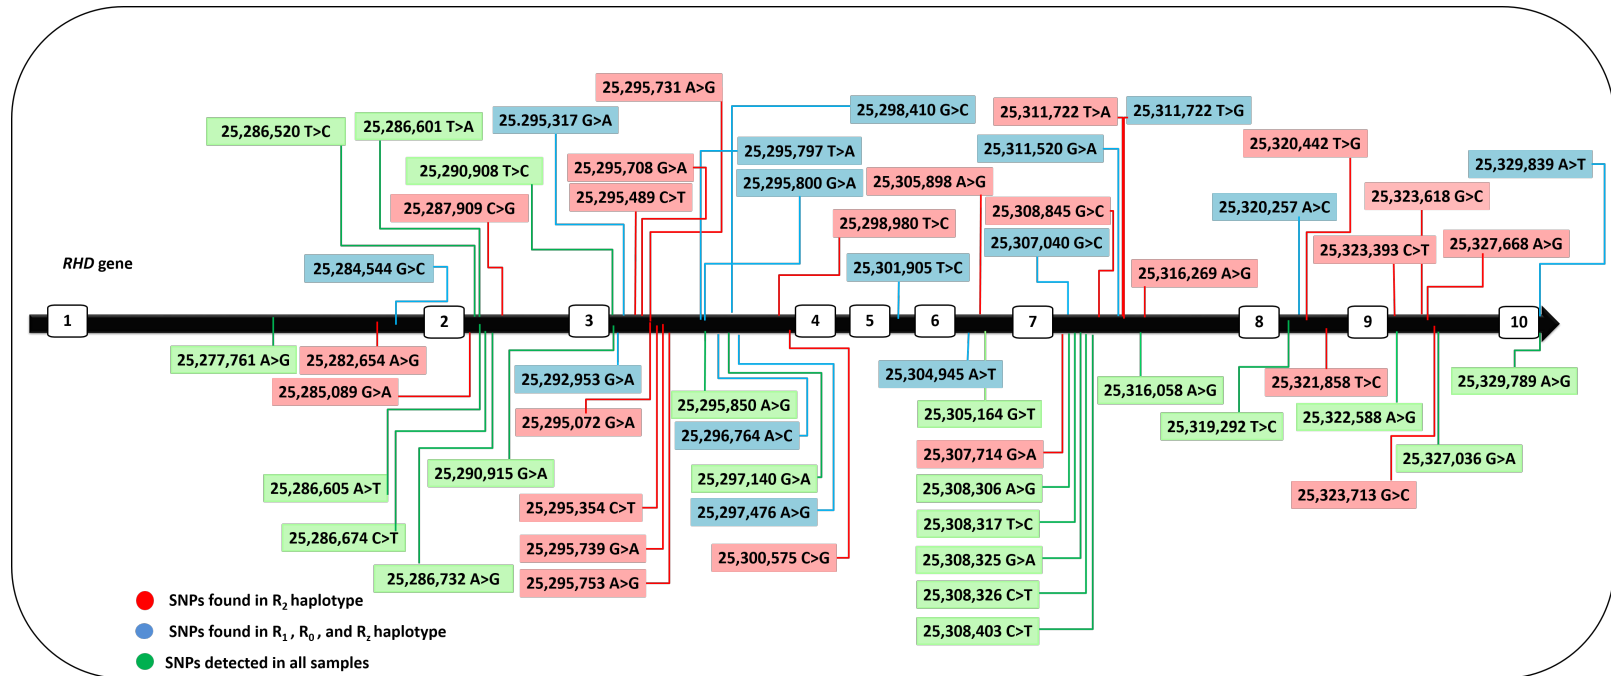 25,295,731 A>G
25,298,410 G>C
25,311,722 T>A
25,311,722 T>G
25,286,520 T>C
25,286,601 T>A
25.295,317 G>A
25,295,797 T>A
25,311,520 G>A
25,320,442 T>G
25,329,839 A>T
25,290,908 T>C
25,295,708 G>A
25,295,800 G>A
25,305,898 A>G
25,295,489 C>T
25,323,618 G>C
25,287,909 C>G
25,308,845 G>C
25,320,257 A>C
25,298,980 T>C
25,307,040 G>C
25,323,393 C>T
25,327,668 A>G
RHD gene
25,284,544 G>C
25,301,905 T>C
25,316,269 A>G
1
2
3
4
5
6
7
8
9
10
25,277,761 A>G
25,282,654 A>G
25,285,089 G>A
25,292,953 G>A
25,304,945 A>T
25,316,058 A>G
25,321,858 T>C
25,329,789 A>G
25,295,072 G>A
25,295,850 A>G
25,305,164 G>T
25,319,292 T>C
25,322,588 A>G
25,296,764 A>C
25,290,915 G>A
25,307,714 G>A
25,327,036 G>A
25,286,605 A>T
25,297,140 G>A
25,308,306 A>G
25,323,713 G>C
25,295,354 C>T
25,297,476 A>G
25,308,317 T>C
25,286,674 C>T
25,295,739 G>A
25,300,575 C>G
25,308,325 G>A
25,286,732 A>G
25,295,753 A>G
25,308,326 C>T
25,308,403 C>T
SNPs found in R2 haplotype
SNPs found in R1 , R0 , and Rz haplotype
SNPs detected in all samples